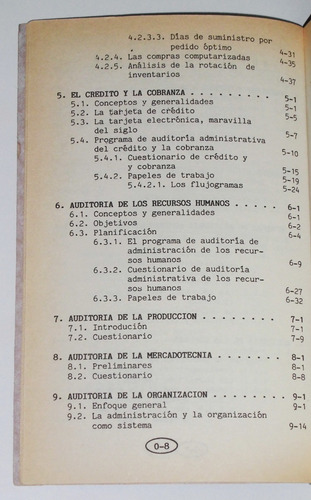 4.2.3.3. Días de suministro por
pedido óptimo 4-31
4.2.4. Las compras computarizadas 4-35
4.2.5. Análisis de la rotación de
inventarios 4-37
5. EL CREDITO Y LA COBRANZA . . . . . . . . . 5-1
5.1. Conceptos y generalidades 5-1
5.2. La tarjeta de crédito 5-5
5.3. La tarjeta electrónica, maravilla
del siglo 5-7
5.4. Programa de auditoría administrativa
del crédito y la cobranza 5-10
5.4.1. Cuestionario de crédito y
y cobranza 5-15
5.4.2. Papeles de trabajo 5-19
5.4.2.1. Los flujogramas 5-24
6. AUDITORIA DE LOS RECURSOS HUMANOS . . . . . 6-1
6.1. Conceptos y generalidades 6-1
6.2. Objetivos 6-2
6.3. Planificación 6-4
6.3.1. El programa de auditoría de
administración de los recur-
sos humanos 6-9
6.3.2. Cuestionario de auditoría
administrativa de los recur-
sos humanos 6-27
6.3.3. Papeles de trabajo 6-32
7. AUDITORIA DE LA PRODUCCION . . . . . . . . 7-1
7.1. Introdución 7-1
7.2. Cuestionario 7-9
8. AUDITORIA DE LA MERCADOTECNIA . . . . . . . 8-1
8.1. Preliminares 8-1
8.2. Cuestionario 8-8
9. AUDITORIA DE LA ORGANIZACION . . . . . . . 9-1
9.1. Enfoque general 9-1
9.2. La administración y la organización
como sistema 9-14
0-8